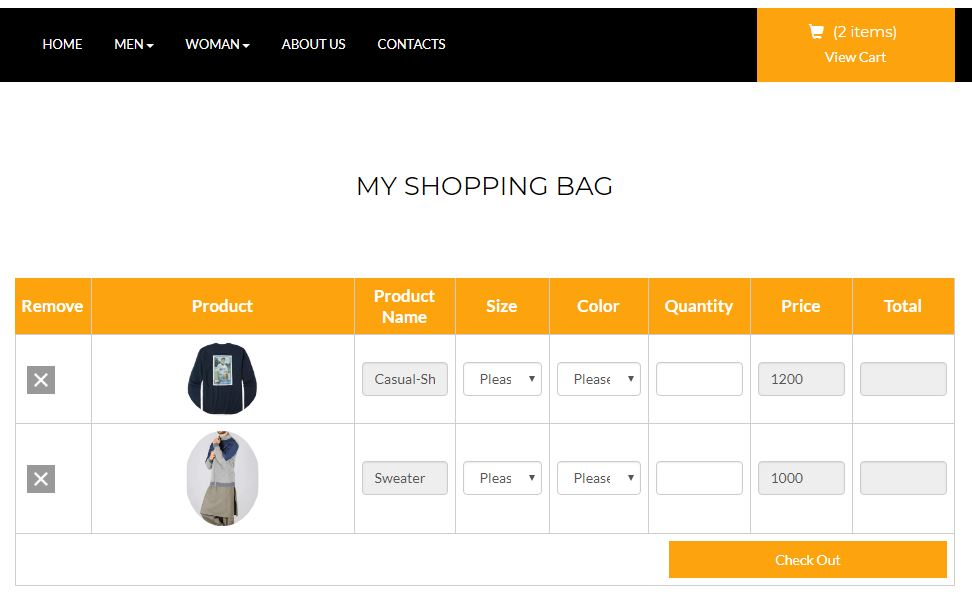 HOME MEN WOMAN ABOUT US CONTACTS
(2 items)
View Cart
MY SHOPPING BAG
Remove Product Product Name Size Color Quantity Price Total
Casual-Sh Pleas Please 1200
Sweater Pleas Please 1000
Check Out